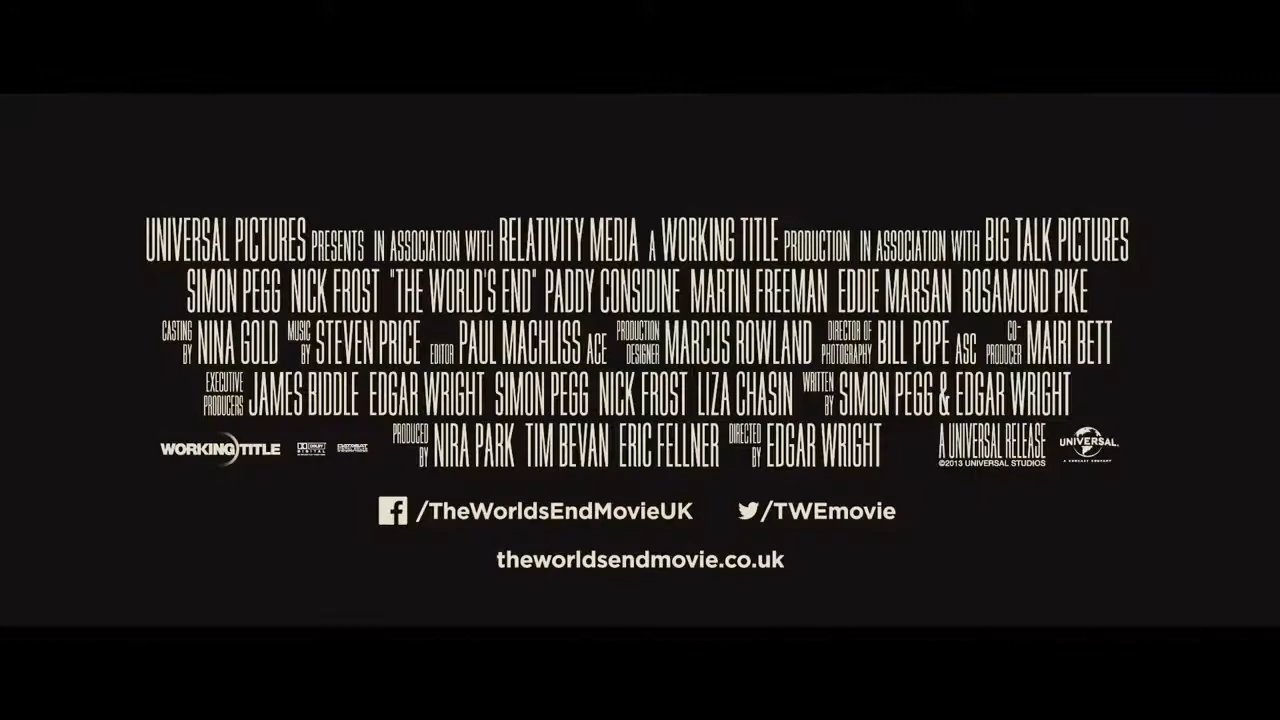 UNIVERSAL PICTURES PRESENTS IN ASSOCIATION WITH RELATIVITY MEDIA A WORKING TITLE PRODUCTION IN ASSOCIATION WITH BIG TALK PICTURES
SIMON PEGG NICK FROST "THE WORLD'S END" PADDY CONSIDINE MARTIN FREEMAN EDDIE MARSAN ROSAMUND PIKE
CASTING BY NINA GOLD MUSIC BY STEVEN PRICE EDITOR PAUL MACHLISS ACE PRODUCTION DESIGNER MARCUS ROWLAND DIRECTOR OF PHOTOGRAPHY BILL POPE ASC CO-PRODUCER MAIRI BETT
EXECUTIVE PRODUCERS JAMES BIDDLE EDGAR WRIGHT SIMON PEGG NICK FROST LIZA CHASIN WRITTEN BY SIMON PEGG & EDGAR WRIGHT
WORKING TITLE DOLBY DIGITAL PRODUCED BY NIRA PARK TIM BEVAN ERIC FELLNER DIRECTED BY EDGAR WRIGHT A UNIVERSAL RELEASE ©2013 UNIVERSAL STUDIOS UNIVERSAL A COMCAST COMPANY
/TheWorldsEndMovieUK /TWEmovie
theworldsendmovie.co.uk